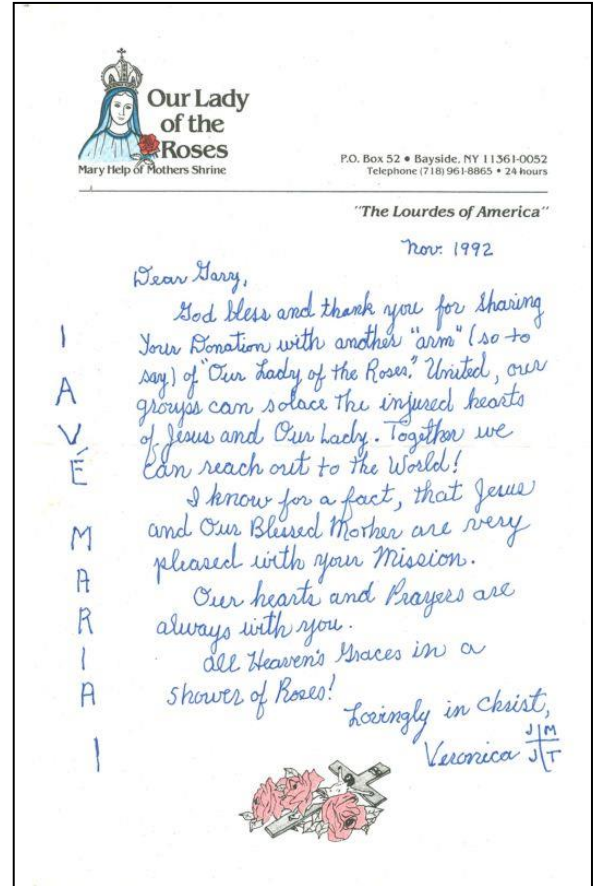 Our Lady
of the
Roses
Mary Help of Mothers Shrine
P.O. Box 52 • Bayside, NY 11361-0052
Telephone (718) 961-8865 • 24 hours
"The Lourdes of America"
Nov. 1992
Dear Gary,
God bless and thank you for Sharing
Your Donation with another "arm" (so to
say) of "Our Lady of the Roses." United, our
groups can solace the injured hearts
of Jesus and Our Lady. Together we
Can reach out to the World!
I know for a fact, that Jesus
and Our Blessed Mother are very
pleased with your Mission.
Our hearts and Prayers are
always with you.
All Heaven's Graces in a
Shower of Roses!
Lovingly in Christ,
Veronica
J M
J T
! AVÉ MARIA !